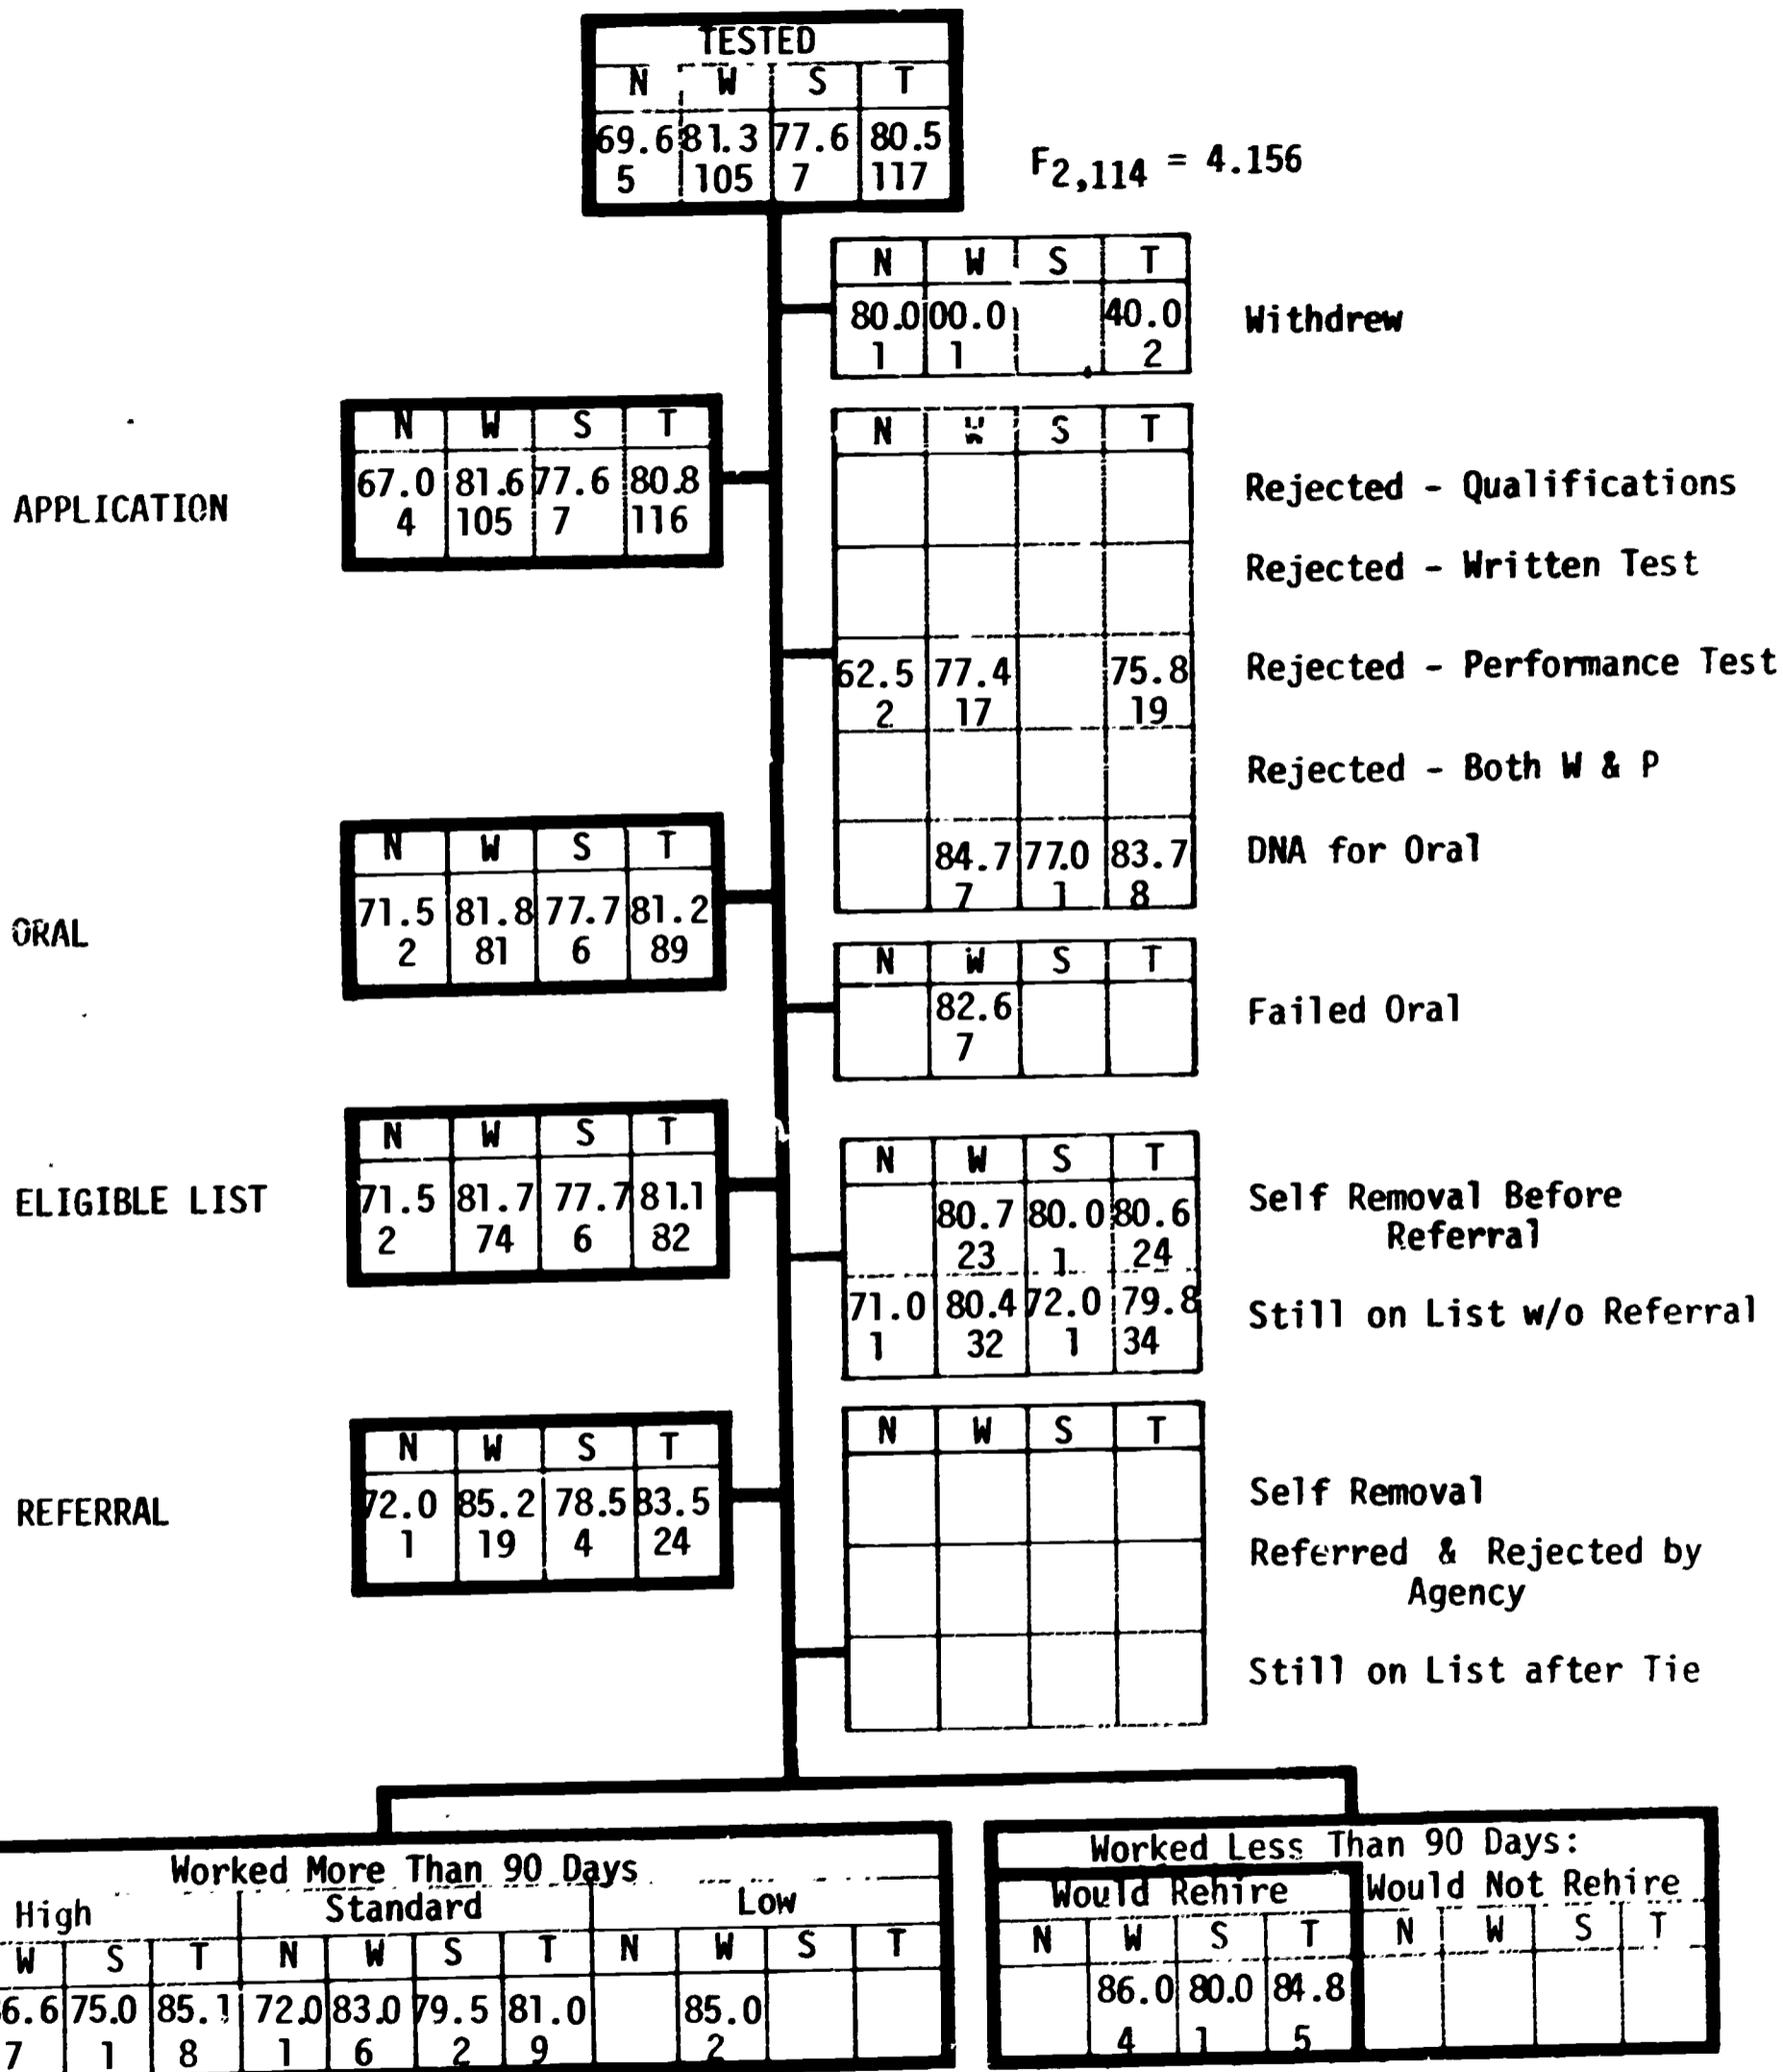 TESTED
N W S T
69.6 81.3 77.6 80.5
5 105 7 117
F2,114 = 4.156
N W S T
80.0 00.0 40.0
1 1 2
Withdrew
APPLICATION
N W S T
67.0 81.6 77.6 80.8
4 105 7 116
N W S T
Rejected - Qualifications
Rejected - Written Test
62.5 77.4 75.8
2 17 19
Rejected - Performance Test
Rejected - Both W & P
84.7 77.0 83.7
7 1 8
DNA for Oral
ORAL
N W S T
71.5 81.8 77.7 81.2
2 81 6 89
N W S T
82.6
7
Failed Oral
ELIGIBLE LIST
N W S T
71.5 81.7 77.7 81.1
2 74 6 82
N W S T
80.7 80.0 80.6
23 1 24
Self Removal Before
Referral
71.0 80.4 72.0 79.8
1 32 1 34
Still on List w/o Referral
REFERRAL
N W S T
72.0 85.2 78.5 83.5
1 19 4 24
N W S T
Self Removal
Referred & Rejected by
Agency
Still on List after Tie
Worked More Than 90 Days
High Standard Low
W S T N W S T N W S T
6.6 75.0 85.1 72.0 83.0 79.5 81.0 85.0
7 1 8 1 6 2 9 2
Worked Less Than 90 Days:
Would Rehire Would Not Rehire
N W S T N W S T
86.0 80.0 84.8
4 1 5